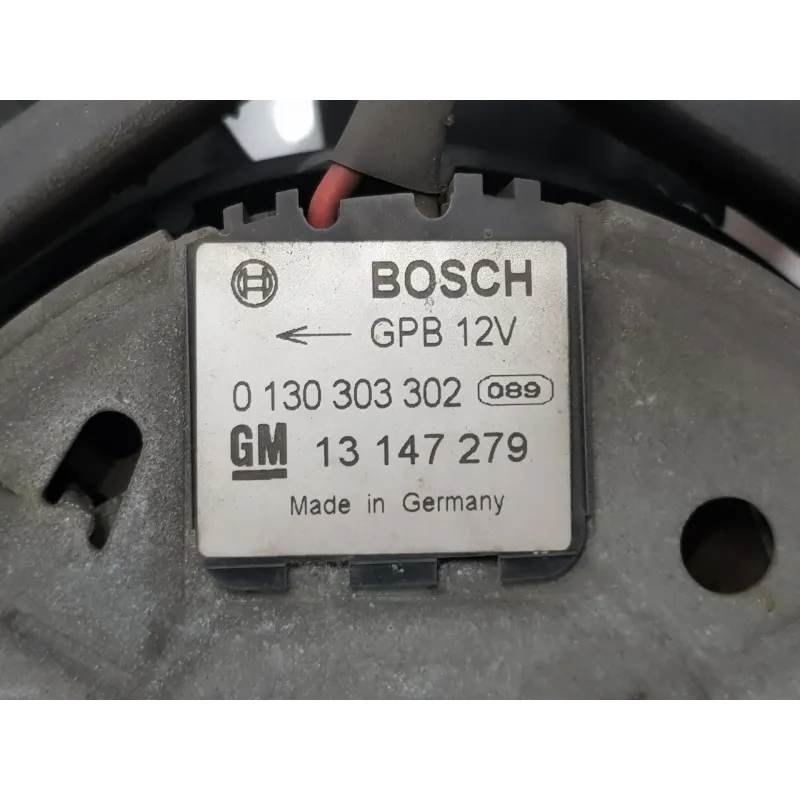 BOSCH
← GPB 12V
0 130 303 302 089
GM 13 147 279
Made in Germany